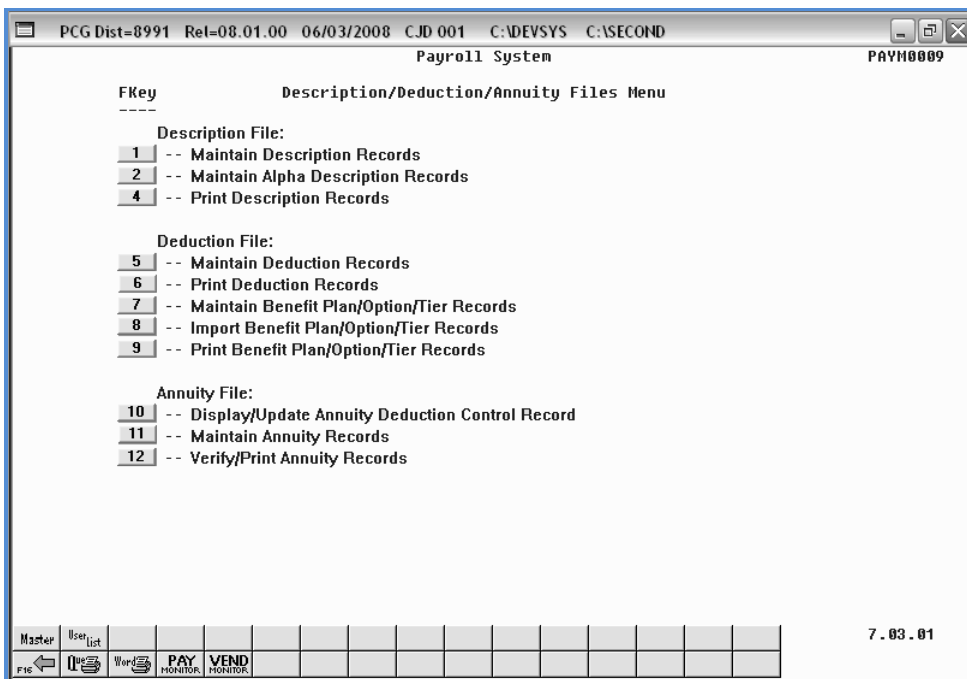 PCG Dist=8991 Rel=08.01.00 06/03/2008 CJD 001 C:\DEVSYS C:\SECOND
Payroll System PAYM0009
FKey Description/Deduction/Annuity Files Menu
----
Description File:
1 -- Maintain Description Records
2 -- Maintain Alpha Description Records
4 -- Print Description Records
Deduction File:
5 -- Maintain Deduction Records
6 -- Print Deduction Records
7 -- Maintain Benefit Plan/Option/Tier Records
8 -- Import Benefit Plan/Option/Tier Records
9 -- Print Benefit Plan/Option/Tier Records
Annuity File:
10 -- Display/Update Annuity Deduction Control Record
11 -- Maintain Annuity Records
12 -- Verify/Print Annuity Records
Master User List 7.03.01
F16 Que Word PAY MONITOR VEND MONITOR